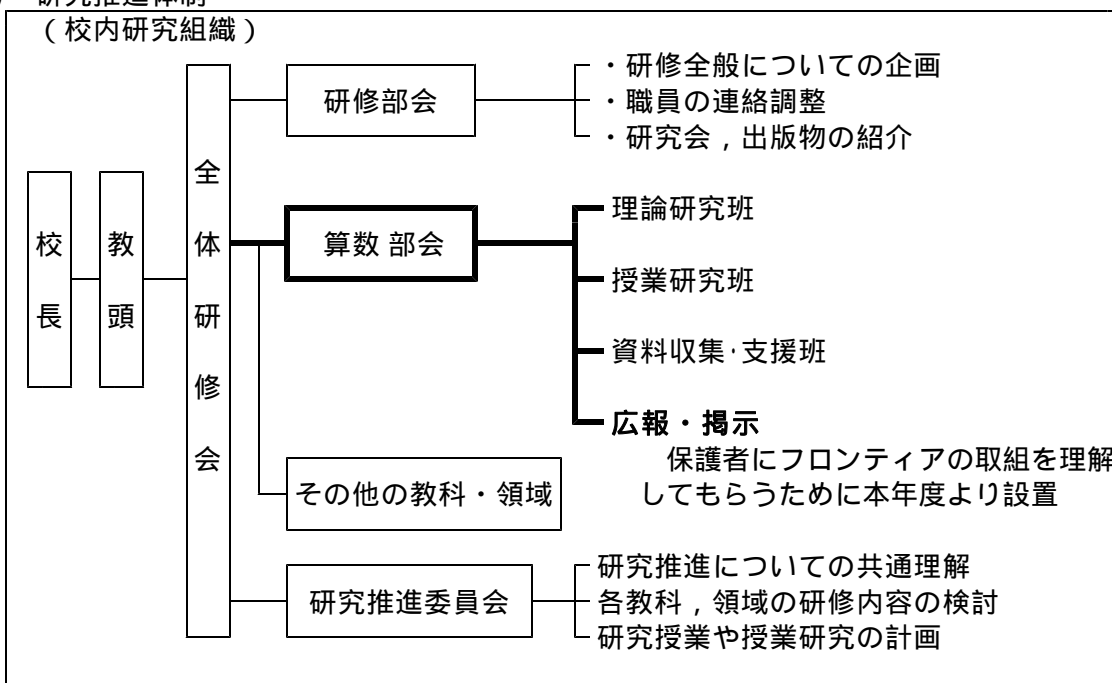 研究推進体制
(校内研究組織)
校長
教頭
全体研修会
研修部会
・研修全般についての企画
・職員の連絡調整
・研究会,出版物の紹介
算数 部会
理論研究班
授業研究班
資料収集・支援班
広報・掲示
保護者にフロンティアの取組を理解
してもらうために本年度より設置
その他の教科・領域
研究推進委員会
研究推進についての共通理解
各教科,領域の研修内容の検討
研究授業や授業研究の計画